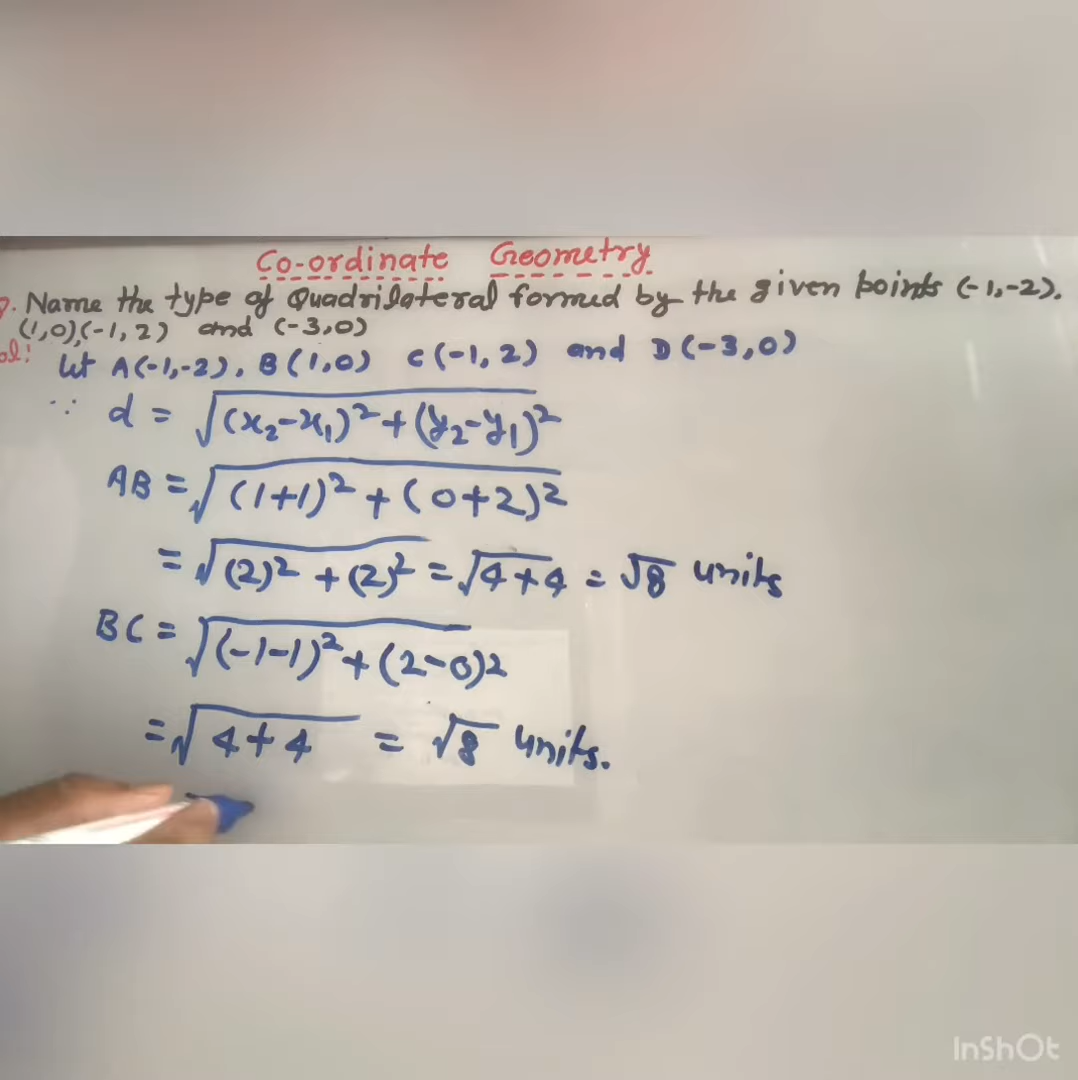 Co-ordinate Geometry
Name the type of Quadrilateral formed by the given points (-1,-2),
(1,0),(-1,2) and (-3,0)
Let A(-1,-2), B(1,0) C(-1,2) and D(-3,0)
∵ d = √(x₂-x₁)²+(y₂-y₁)²
AB = √(1+1)²+(0+2)²
= √(2)²+(2)² = √4+4 = √8 units
BC = √(-1-1)²+(2-0)2
= √4+4 = √8 units.
InShOt